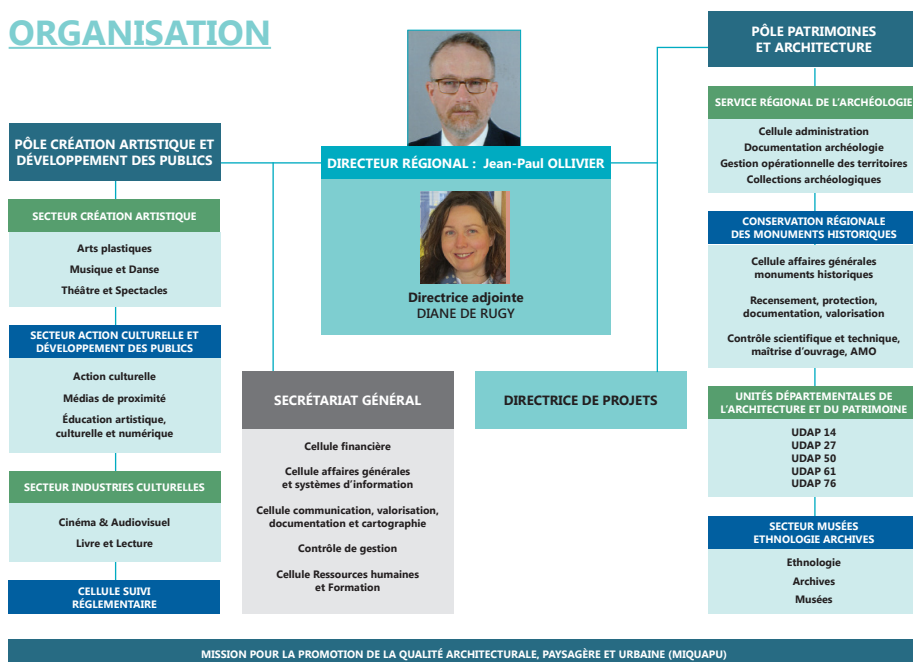 ORGANISATION
PÔLE CRÉATION ARTISTIQUE ET
DÉVELOPPEMENT DES PUBLICS
SECTEUR CRÉATION ARTISTIQUE
Arts plastiques
Musique et Danse
Théâtre et Spectacles
SECTEUR ACTION CULTURELLE ET
DÉVELOPPEMENT DES PUBLICS
Action culturelle
Médias de proximité
Éducation artistique,
culturelle et numérique
SECTEUR INDUSTRIES CULTURELLES
Cinéma & Audiovisuel
Livre et Lecture
CELLULE SUIVI
RÉGLEMENTAIRE
DIRECTEUR RÉGIONAL : Jean-Paul OLLIVIER
Directrice adjointe
DIANE DE RUGY
SECRÉTARIAT GÉNÉRAL
Cellule financière
Cellule affaires générales
et systèmes d'information
Cellule communication, valorisation,
documentation et cartographie
Contrôle de gestion
Cellule Ressources humaines
et Formation
DIRECTRICE DE PROJETS
PÔLE PATRIMOINES
ET ARCHITECTURE
SERVICE RÉGIONAL DE L'ARCHÉOLOGIE
Cellule administration
Documentation archéologie
Gestion opérationnelle des territoires
Collections archéologiques
CONSERVATION RÉGIONALE
DES MONUMENTS HISTORIQUES
Cellule affaires générales
monuments historiques
Recensement, protection,
documentation, valorisation
Contrôle scientifique et technique,
maîtrise d'ouvrage, AMO
UNITÉS DÉPARTEMENTALES DE
L'ARCHITECTURE ET DU PATRIMOINE
UDAP 14
UDAP 27
UDAP 50
UDAP 61
UDAP 76
SECTEUR MUSÉES
ETHNOLOGIE ARCHIVES
Ethnologie
Archives
Musées
MISSION POUR LA PROMOTION DE LA QUALITÉ ARCHITECTURALE, PAYSAGÈRE ET URBAINE (MIQUAPU)